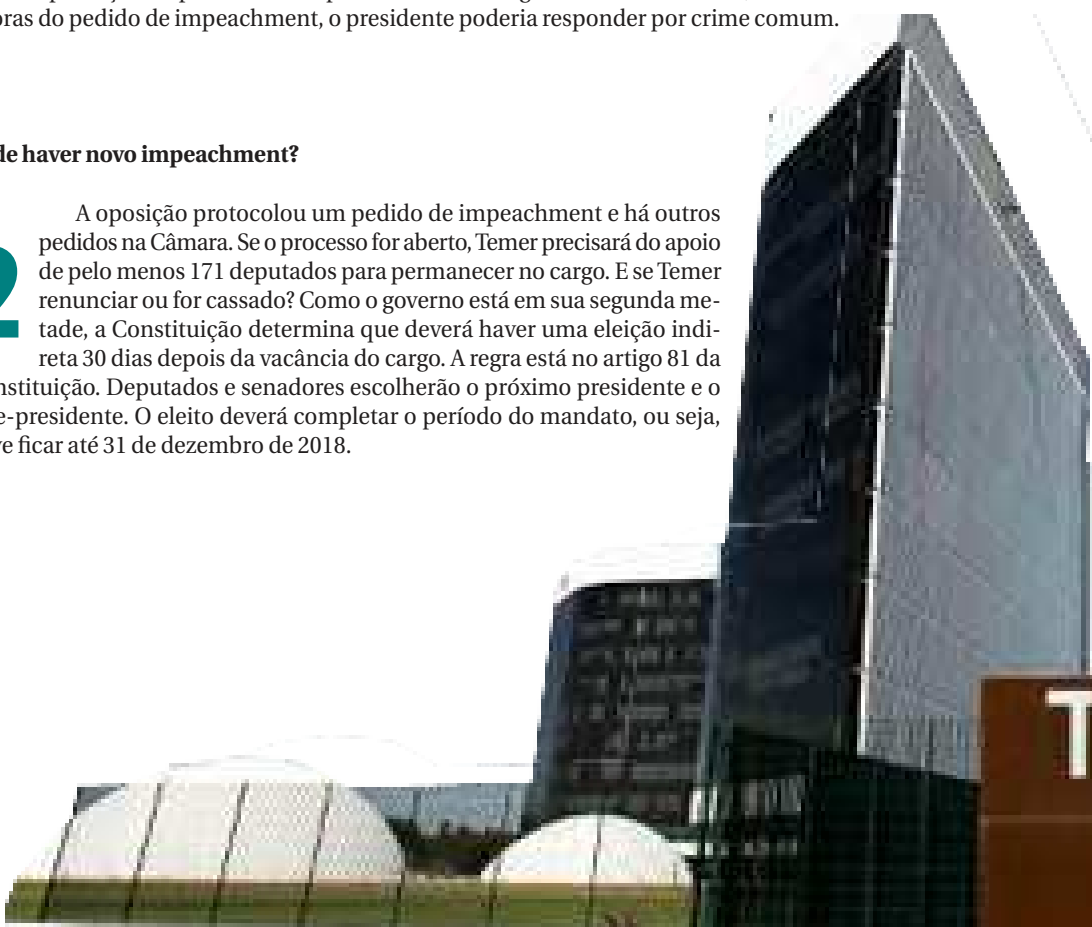 oras do pedido de impeachment, o presidente poderia responder por crime comum.
de haver novo impeachment?
2
A oposição protocolou um pedido de impeachment e há outros
pedidos na Câmara. Se o processo for aberto, Temer precisará do apoio
de pelo menos 171 deputados para permanecer no cargo. E se Temer
renunciar ou for cassado? Como o governo está em sua segunda me-
tade, a Constituição determina que deverá haver uma eleição indi-
reta 30 dias depois da vacância do cargo. A regra está no artigo 81 da
nstituição. Deputados e senadores escolherão o próximo presidente e o
e-presidente. O eleito deverá completar o período do mandato, ou seja,
ve ficar até 31 de dezembro de 2018.
T